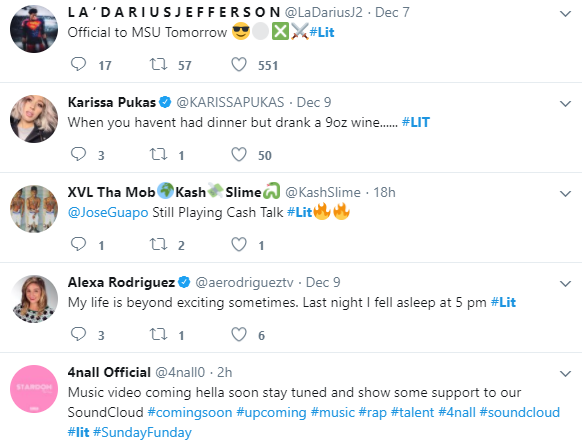 L A ' D A R I U S J E F F E R S O N @LaDariusJ2 · Dec 7
Official to MSU Tomorrow 😎⚪❎⚔️#Lit
17 57 551
Karissa Pukas @KARISSAPUKAS · Dec 9
When you havent had dinner but drank a 9oz wine...... #LIT
3 1 50
XVL Tha Mob🌍Kash💸Slime🐍 @KashSlime · 18h
@JoseGuapo Still Playing Cash Talk #Lit🔥🔥
1 2 1
Alexa Rodriguez @aerodrigueztv · Dec 9
My life is beyond exciting sometimes. Last night I fell asleep at 5 pm #Lit
3 1 6
STARDOM
4nall Official @4nall0 · 2h
Music video coming hella soon stay tuned and show some support to our
SoundCloud #comingsoon #upcoming #music #rap #talent #4nall #soundcloud
#lit #SundayFunday